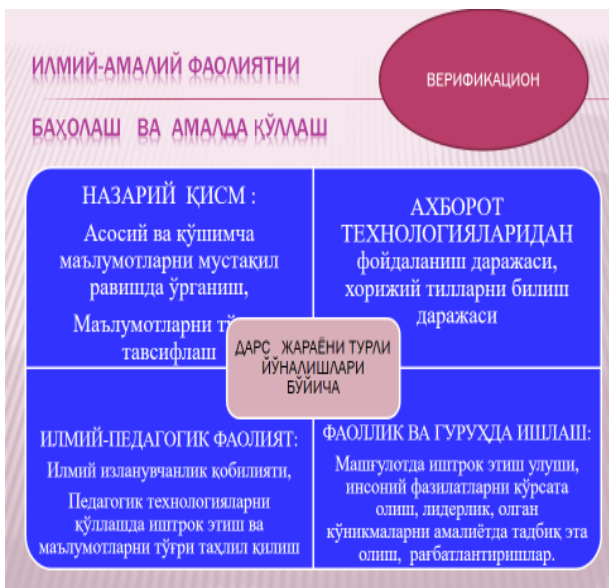 ИЛМИЙ-АМАЛИЙ ФАОЛИЯТНИ
БАҲОЛАШ ВА АМАЛДА ҚЎЛЛАШ
ВЕРИФИКАЦИОН
НАЗАРИЙ ҚИСМ :
Асосий ва қўшимча
маълумотларни мустақил
равишда ўрганиш,
Маълумотларни
тавсифлаш
АХБОРОТ
ТЕХНОЛОГИЯЛАРИДАН
фойдаланиш даражаси,
хорижий тилларни билиш
даражаси
ДАРС ЖАРАЁНИ ТУРЛИ
ЙЎНАЛИШЛАРИ
БЎЙИЧА
ИЛМИЙ-ПЕДАГОГИК ФАОЛИЯТ:
Илмий изланувчанлик қобилияти,
Педагогик технологияларни
қўллашда иштрок этиш ва
маълумотларни тўғри таҳлил қилиш
ФАОЛЛИК ВА ГУРУҲДА ИШЛАШ:
Машғулотда иштрок этиш улуши,
инсоний фазилатларни кўрсата
олиш, лидерлик, олган
кўникмаларни амалиётда тадбиқ эта
олиш, рағбатлантиришлар.